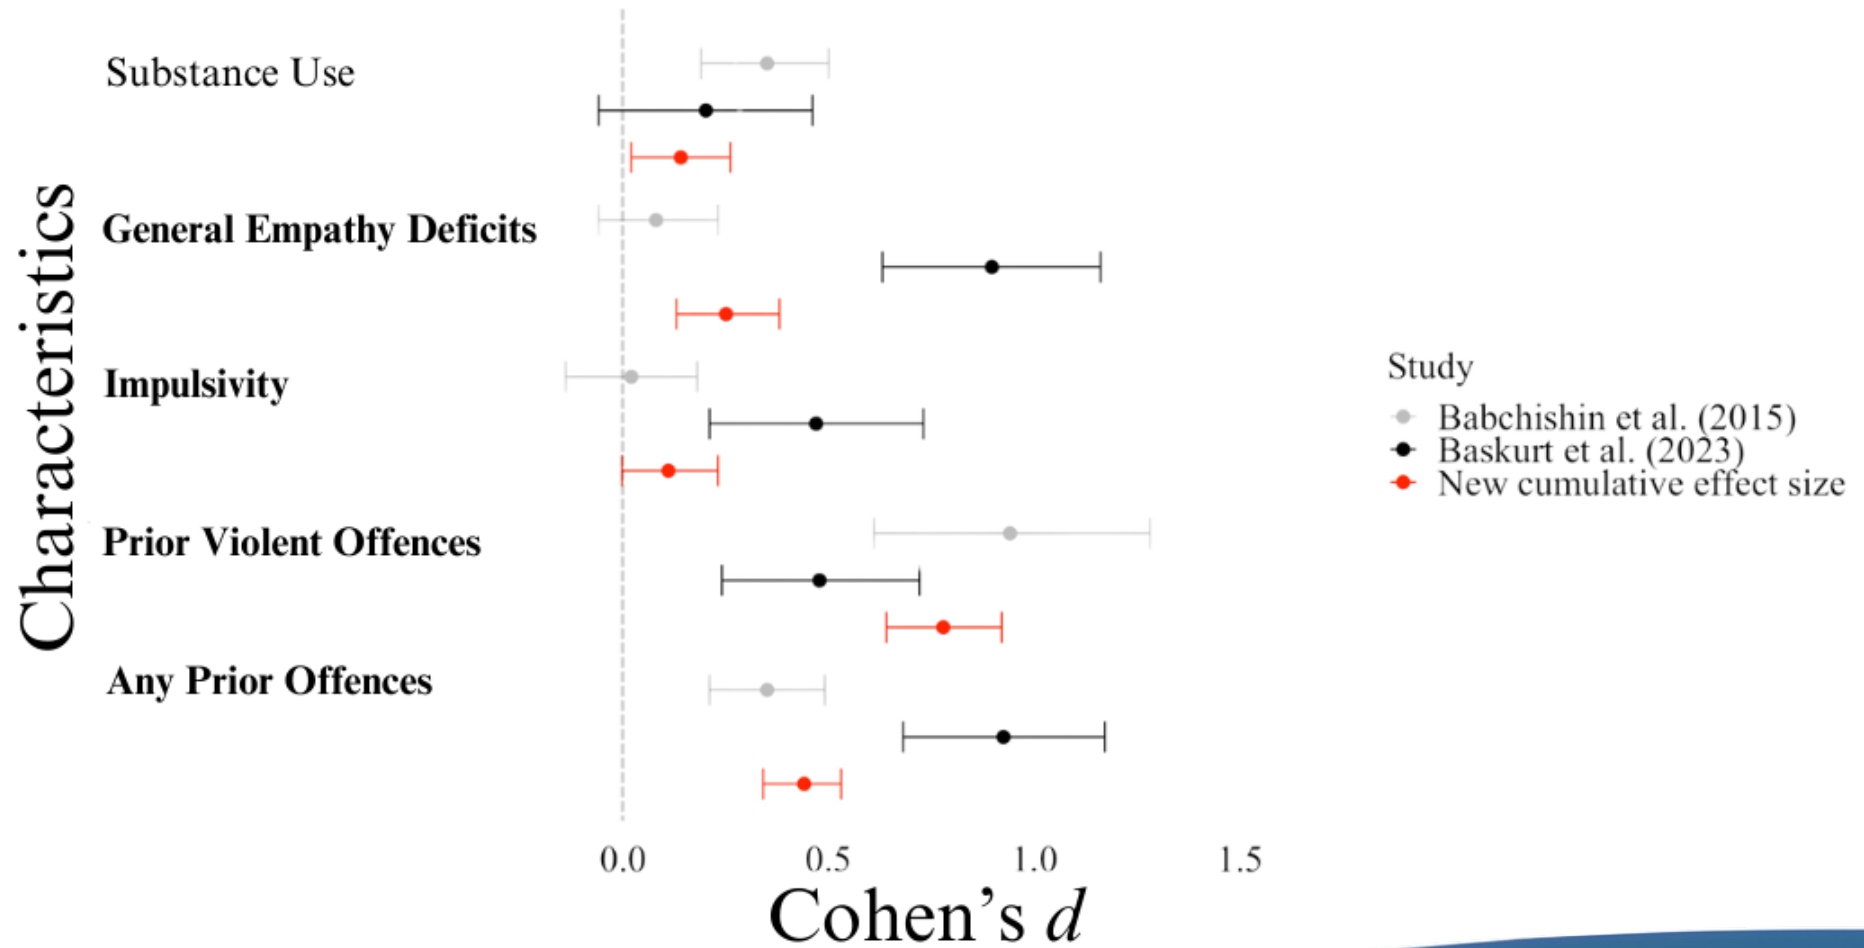 Characteristics
Substance Use
General Empathy Deficits
Impulsivity
Prior Violent Offences
Any Prior Offences
0.0 0.5 1.0 1.5
Cohen's d
Study
Babchishin et al. (2015)
Baskurt et al. (2023)
New cumulative effect size